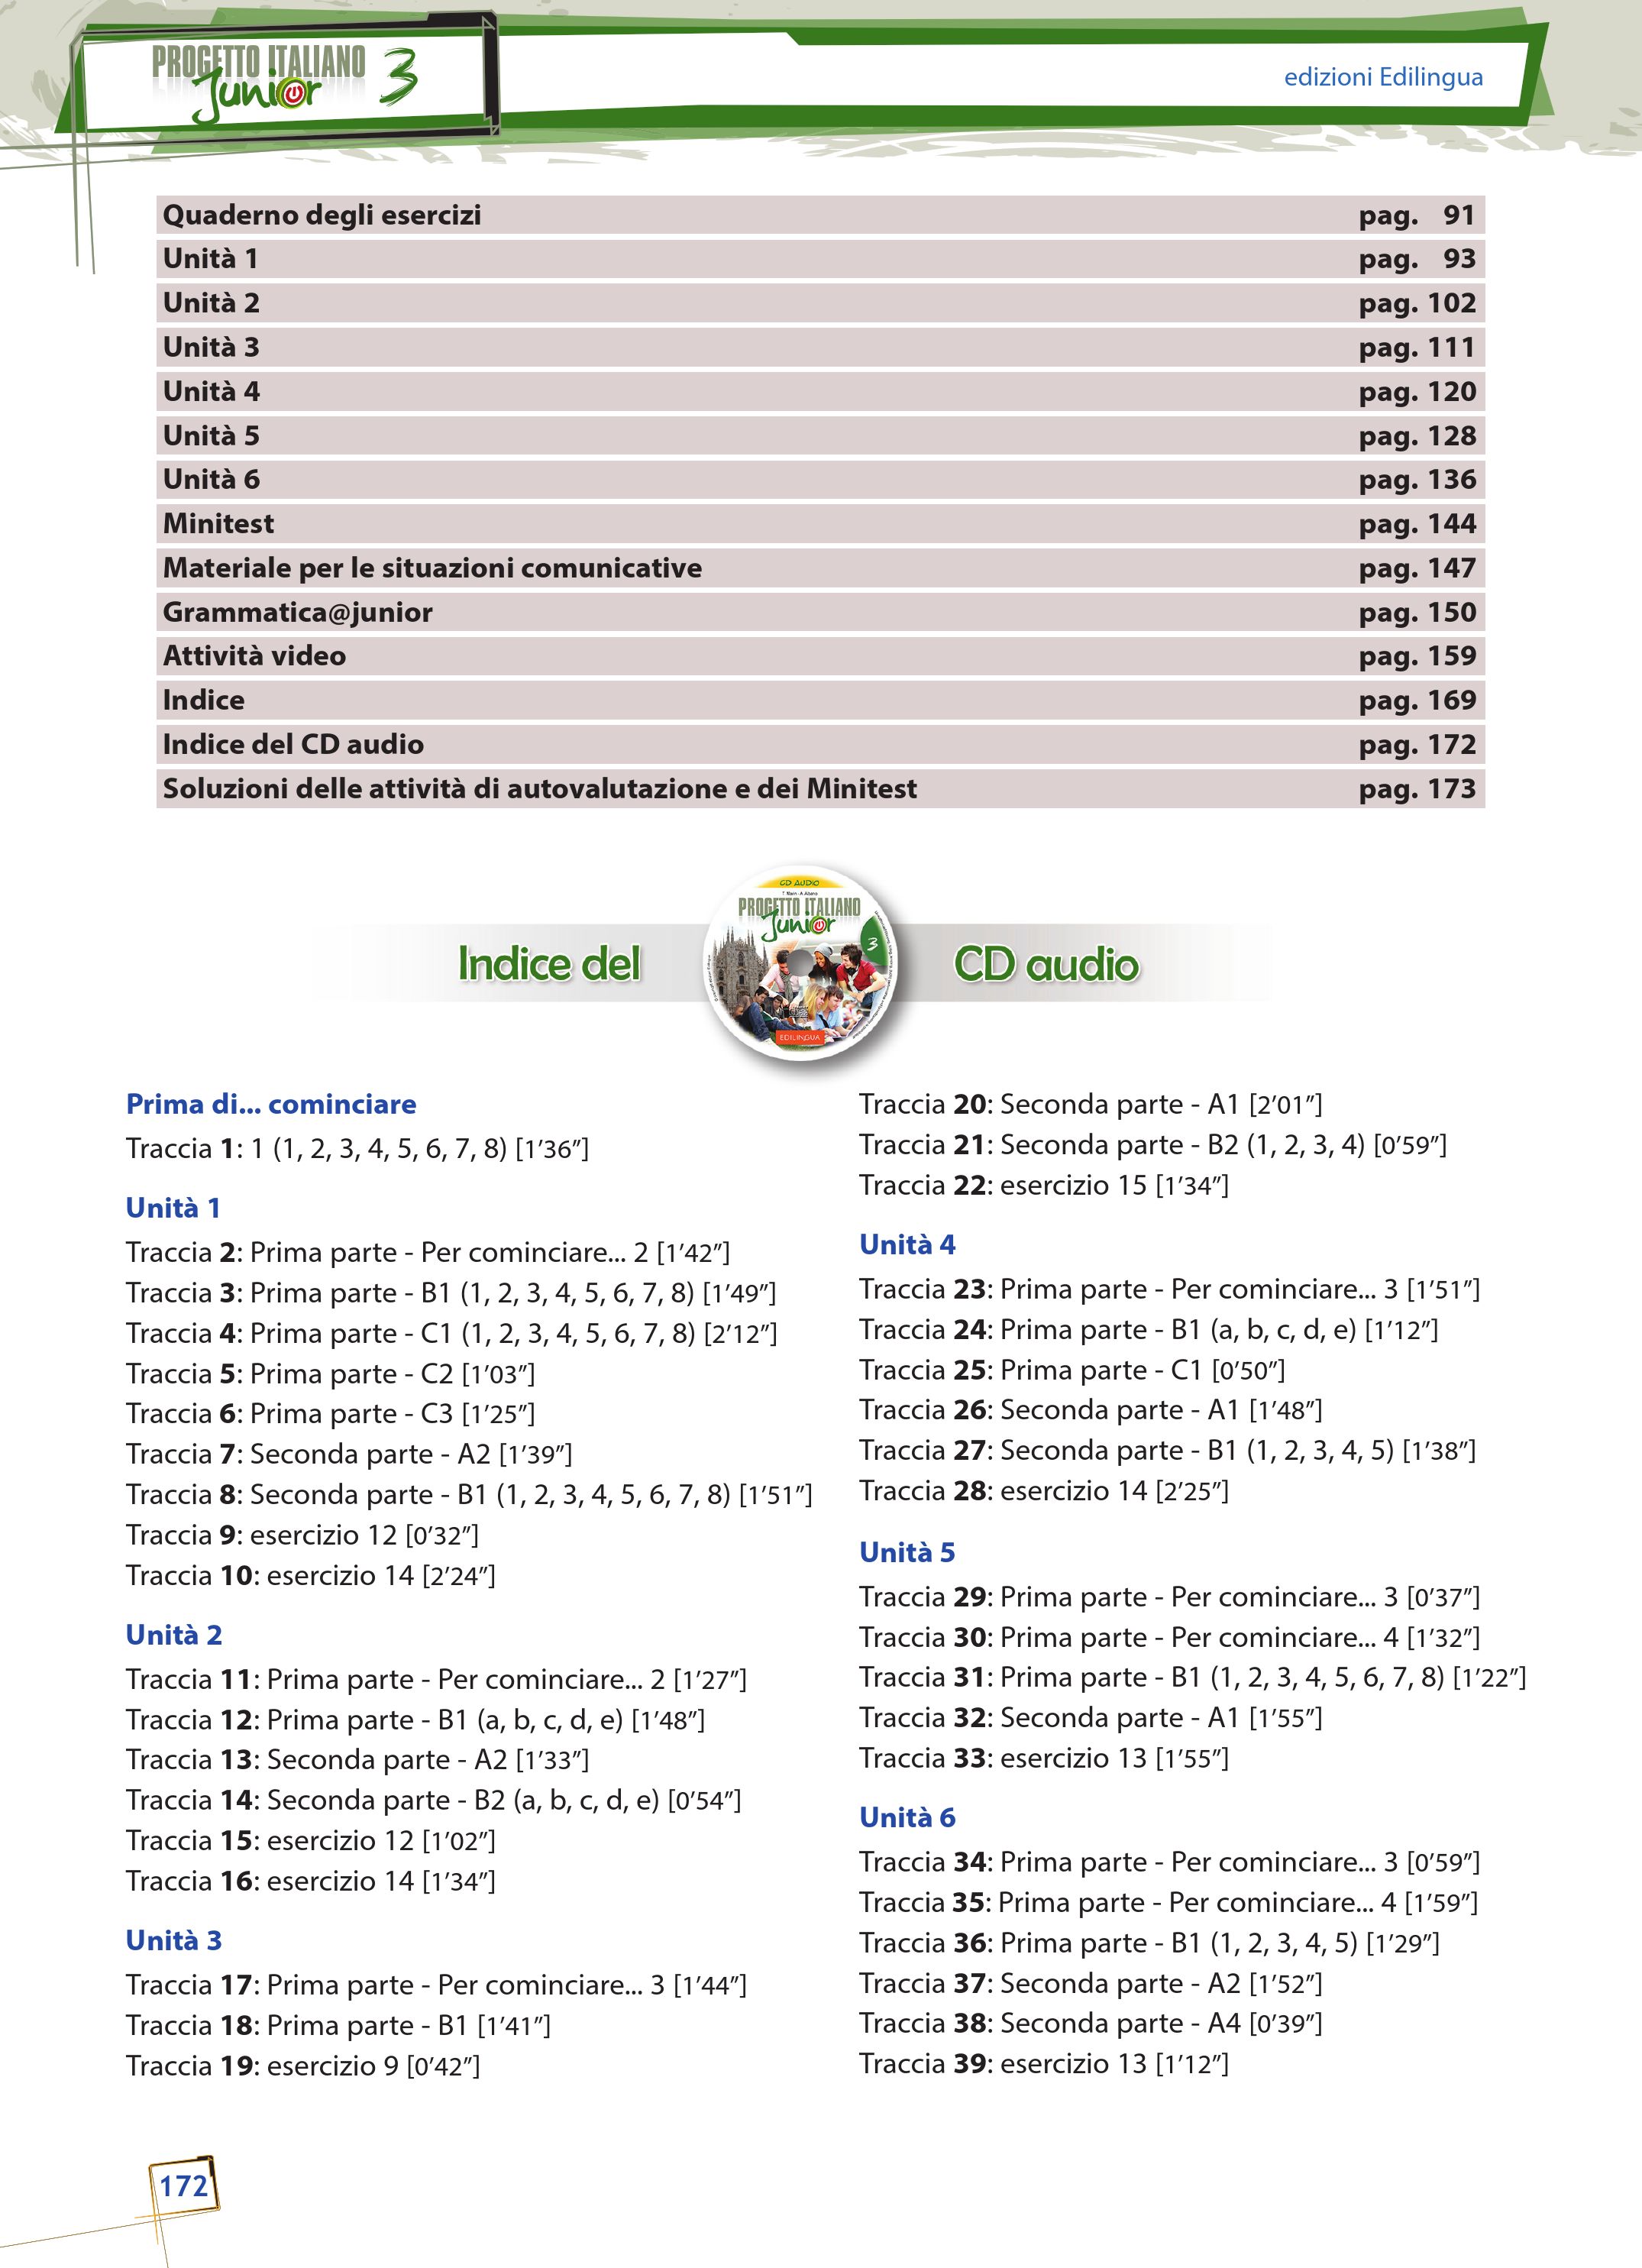 PROGETTO ITALIANO
Junior 3
edizioni Edilingua
Quaderno degli esercizi pag. 91
Unità 1 pag. 93
Unità 2 pag. 102
Unità 3 pag. 111
Unità 4 pag. 120
Unità 5 pag. 128
Unità 6 pag. 136
Minitest pag. 144
Materiale per le situazioni comunicative pag. 147
Grammatica@junior pag. 150
Attività video pag. 159
Indice pag. 169
Indice del CD audio pag. 172
Soluzioni delle attività di autovalutazione e dei Minitest pag. 173
Indice del CD audio
CD AUDIO
PROGETTO ITALIANO
Junior
3
EDILINGUA
Prima di... cominciare
Traccia 1: 1 (1, 2, 3, 4, 5, 6, 7, 8) [1’36”]
Unità 1
Traccia 2: Prima parte - Per cominciare... 2 [1’42”]
Traccia 3: Prima parte - B1 (1, 2, 3, 4, 5, 6, 7, 8) [1’49”]
Traccia 4: Prima parte - C1 (1, 2, 3, 4, 5, 6, 7, 8) [2’12”]
Traccia 5: Prima parte - C2 [1’03”]
Traccia 6: Prima parte - C3 [1’25”]
Traccia 7: Seconda parte - A2 [1’39”]
Traccia 8: Seconda parte - B1 (1, 2, 3, 4, 5, 6, 7, 8) [1’51”]
Traccia 9: esercizio 12 [0’32”]
Traccia 10: esercizio 14 [2’24”]
Unità 2
Traccia 11: Prima parte - Per cominciare... 2 [1’27”]
Traccia 12: Prima parte - B1 (a, b, c, d, e) [1’48”]
Traccia 13: Seconda parte - A2 [1’33”]
Traccia 14: Seconda parte - B2 (a, b, c, d, e) [0’54”]
Traccia 15: esercizio 12 [1’02”]
Traccia 16: esercizio 14 [1’34”]
Unità 3
Traccia 17: Prima parte - Per cominciare... 3 [1’44”]
Traccia 18: Prima parte - B1 [1’41”]
Traccia 19: esercizio 9 [0’42”]
Traccia 20: Seconda parte - A1 [2’01”]
Traccia 21: Seconda parte - B2 (1, 2, 3, 4) [0’59”]
Traccia 22: esercizio 15 [1’34”]
Unità 4
Traccia 23: Prima parte - Per cominciare... 3 [1’51”]
Traccia 24: Prima parte - B1 (a, b, c, d, e) [1’12”]
Traccia 25: Prima parte - C1 [0’50”]
Traccia 26: Seconda parte - A1 [1’48”]
Traccia 27: Seconda parte - B1 (1, 2, 3, 4, 5) [1’38”]
Traccia 28: esercizio 14 [2’25”]
Unità 5
Traccia 29: Prima parte - Per cominciare... 3 [0’37”]
Traccia 30: Prima parte - Per cominciare... 4 [1’32”]
Traccia 31: Prima parte - B1 (1, 2, 3, 4, 5, 6, 7, 8) [1’22”]
Traccia 32: Seconda parte - A1 [1’55”]
Traccia 33: esercizio 13 [1’55”]
Unità 6
Traccia 34: Prima parte - Per cominciare... 3 [0’59”]
Traccia 35: Prima parte - Per cominciare... 4 [1’59”]
Traccia 36: Prima parte - B1 (1, 2, 3, 4, 5) [1’29”]
Traccia 37: Seconda parte - A2 [1’52”]
Traccia 38: Seconda parte - A4 [0’39”]
Traccia 39: esercizio 13 [1’12”]
172